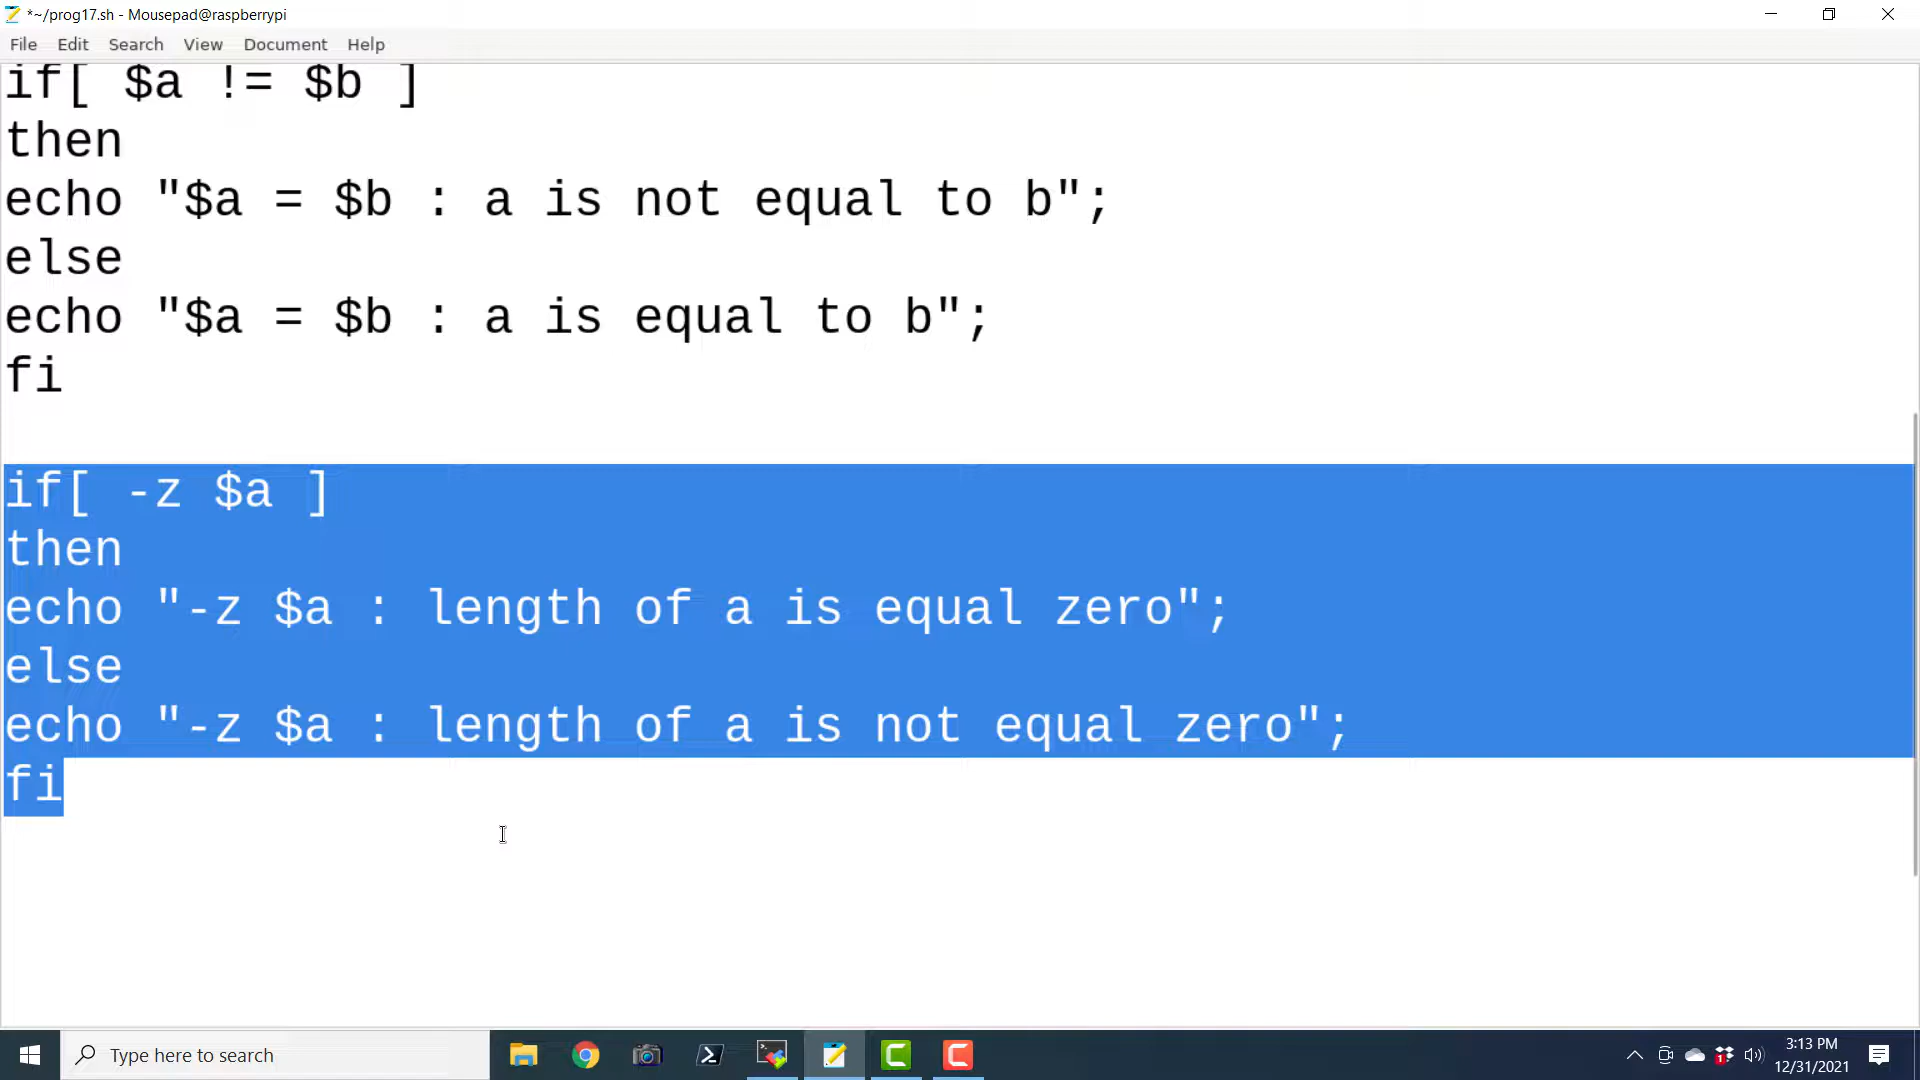 *~/prog17.sh - Mousepad@raspberrypi
File Edit Search View Document Help
if[ $a != $b ]
then
echo "$a = $b : a is not equal to b";
else
echo "$a = $b : a is equal to b";
fi
if[ -z $a ]
then
echo "-z $a : length of a is equal zero";
else
echo "-z $a : length of a is not equal zero";
fi
Type here to search
1
3:13 PM
12/31/2021